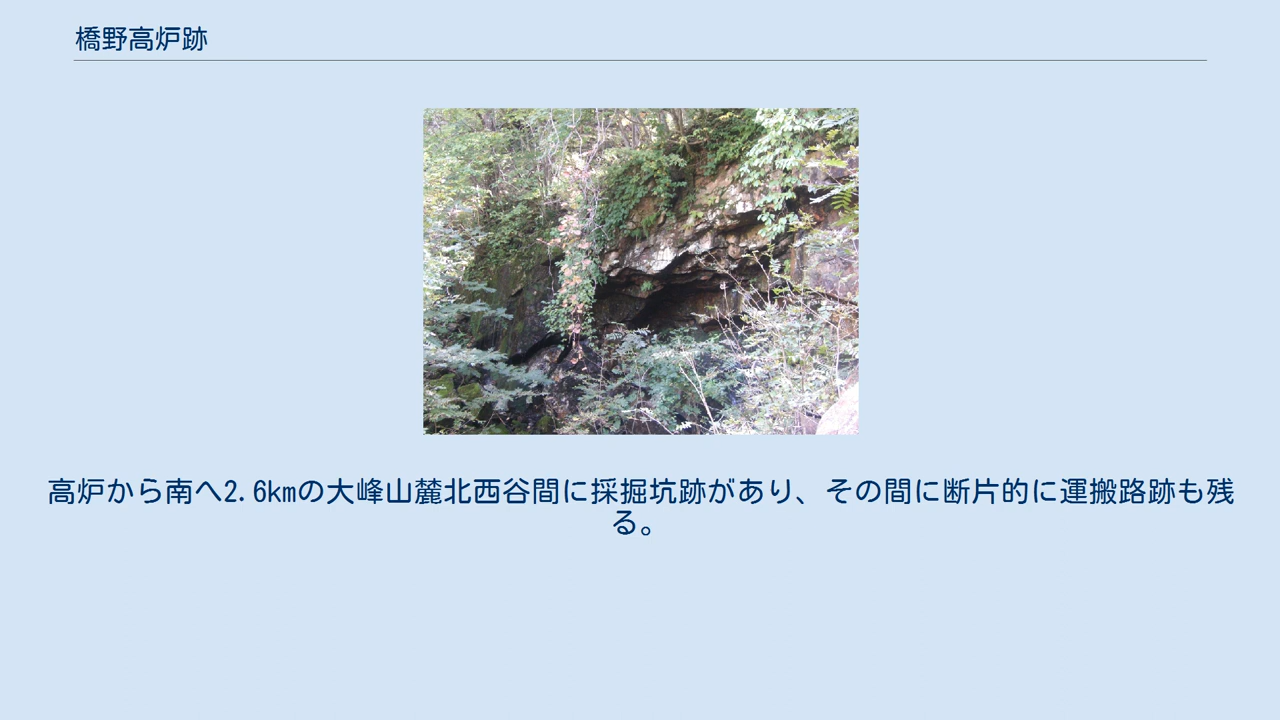 橋野高炉跡
高炉から南へ2.6kmの大峰山麓北西谷間に採掘坑跡があり、その間に断片的に運搬路跡も残
る。